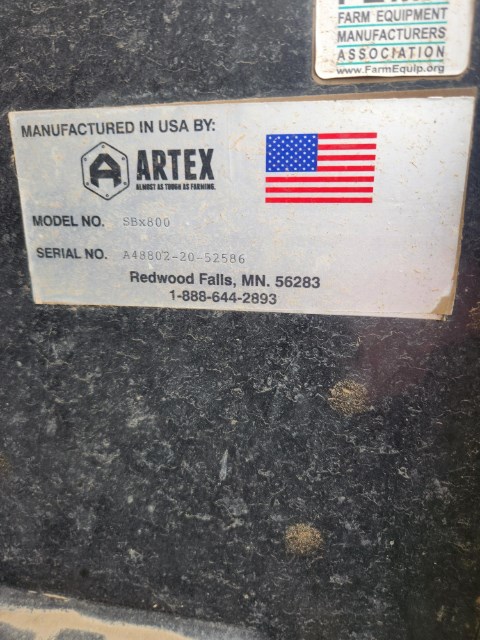 FARM EQUIPMENT
MANUFACTURERS
ASSOCIATION
www.FarmEquip.org
MANUFACTURED IN USA BY:
A ARTEX
ALMOST AS TOUGH AS FARMING.
MODEL NO. SBx800
SERIAL NO. A48802-20-52586
Redwood Falls, MN. 56283
1-888-644-2893